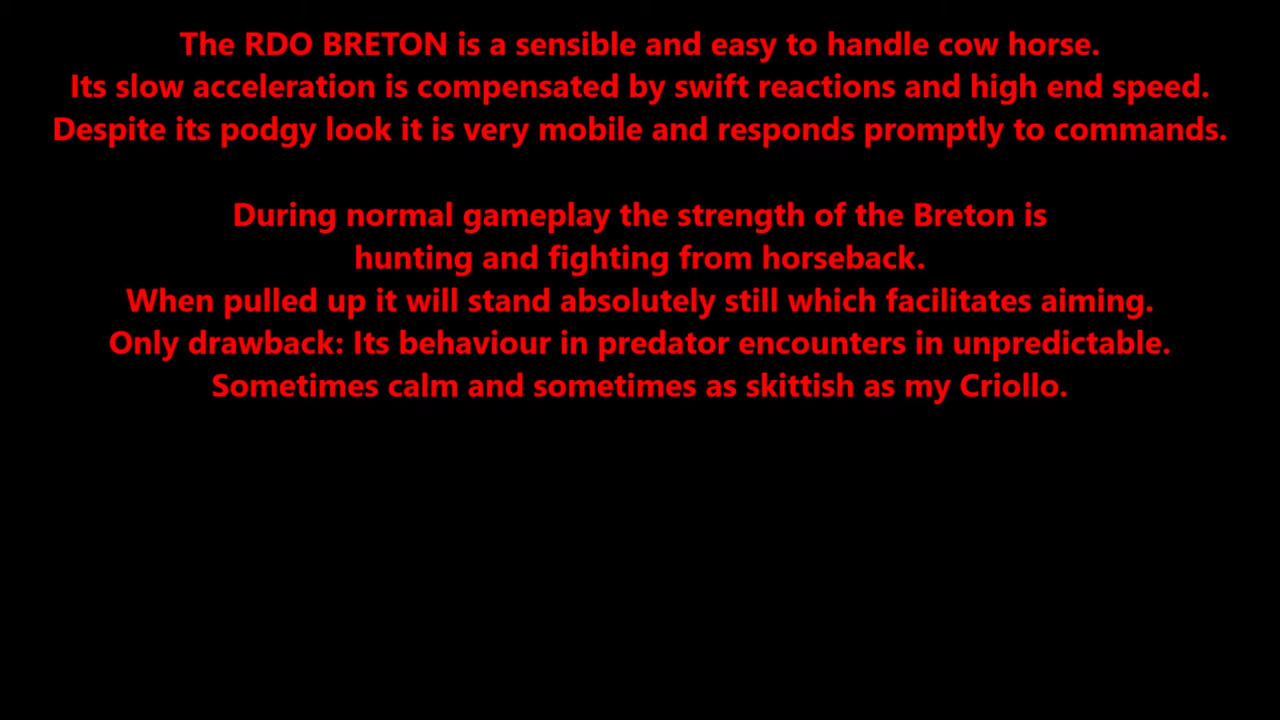 The RDO BRETON is a sensible and easy to handle cow horse.
Its slow acceleration is compensated by swift reactions and high end speed.
Despite its podgy look it is very mobile and responds promptly to commands.
During normal gameplay the strength of the Breton is
hunting and fighting from horseback.
When pulled up it will stand absolutely still which facilitates aiming.
Only drawback: Its behaviour in predator encounters in unpredictable.
Sometimes calm and sometimes as skittish as my Criollo.